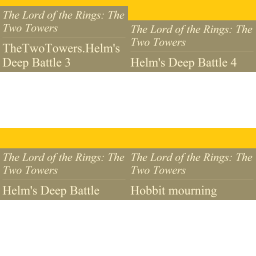 The Lord of the Rings: The
Two Towers
TheTwoTowers.Helm's
Deep Battle 3
The Lord of the Rings: The
Two Towers
Helm's Deep Battle 4
The Lord of the Rings: The
Two Towers
Helm's Deep Battle
The Lord of the Rings: The
Two Towers
Hobbit mourning